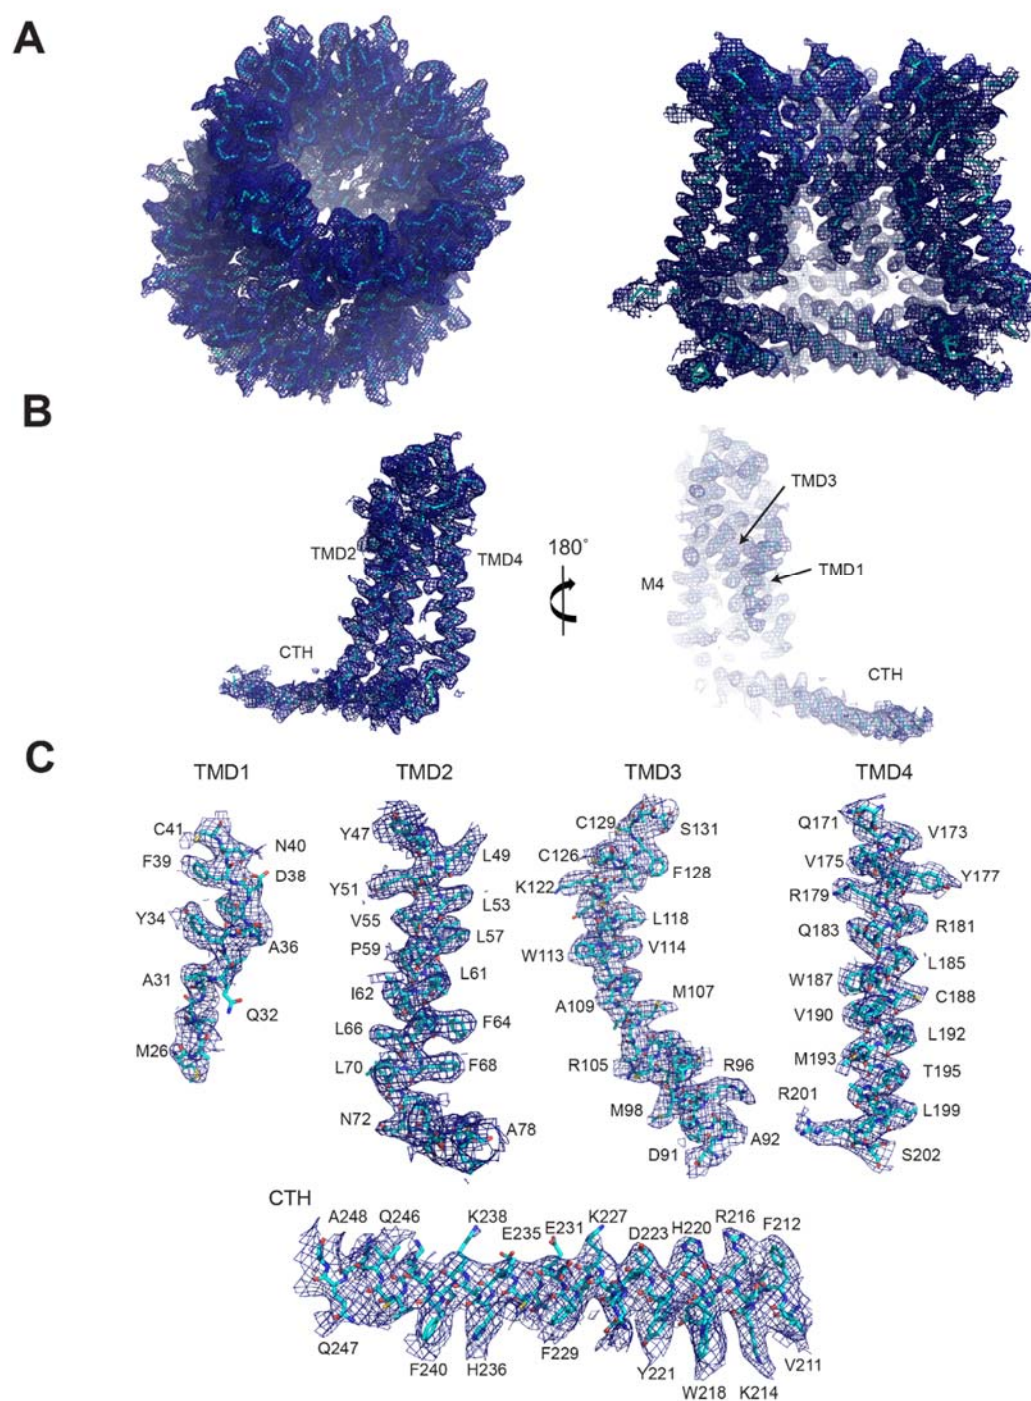 A
B
TMD2
TMD4
CTH
180°
TMD3
TMD1
M4
CTH
C
TMD1
TMD2
TMD3
TMD4
C41
N40
F39
D38
Y34
A36
A31
Q32
M26
Y47
L49
Y51
L53
V55
L57
P59
L61
I62
F64
L66
F68
L70
N72
A78
C129
S131
C126
F128
K122
L118
W113
V114
M107
A109
R105
R96
M98
A92
D91
Q171
V173
V175
Y177
R179
R181
Q183
L185
W187
C188
V190
L192
M193
T195
R201
L199
S202
CTH
A248
Q246
K238
E235
E231
K227
D223
H220
R216
F212
Q247
F240
H236
F229
Y221
W218
K214
V211